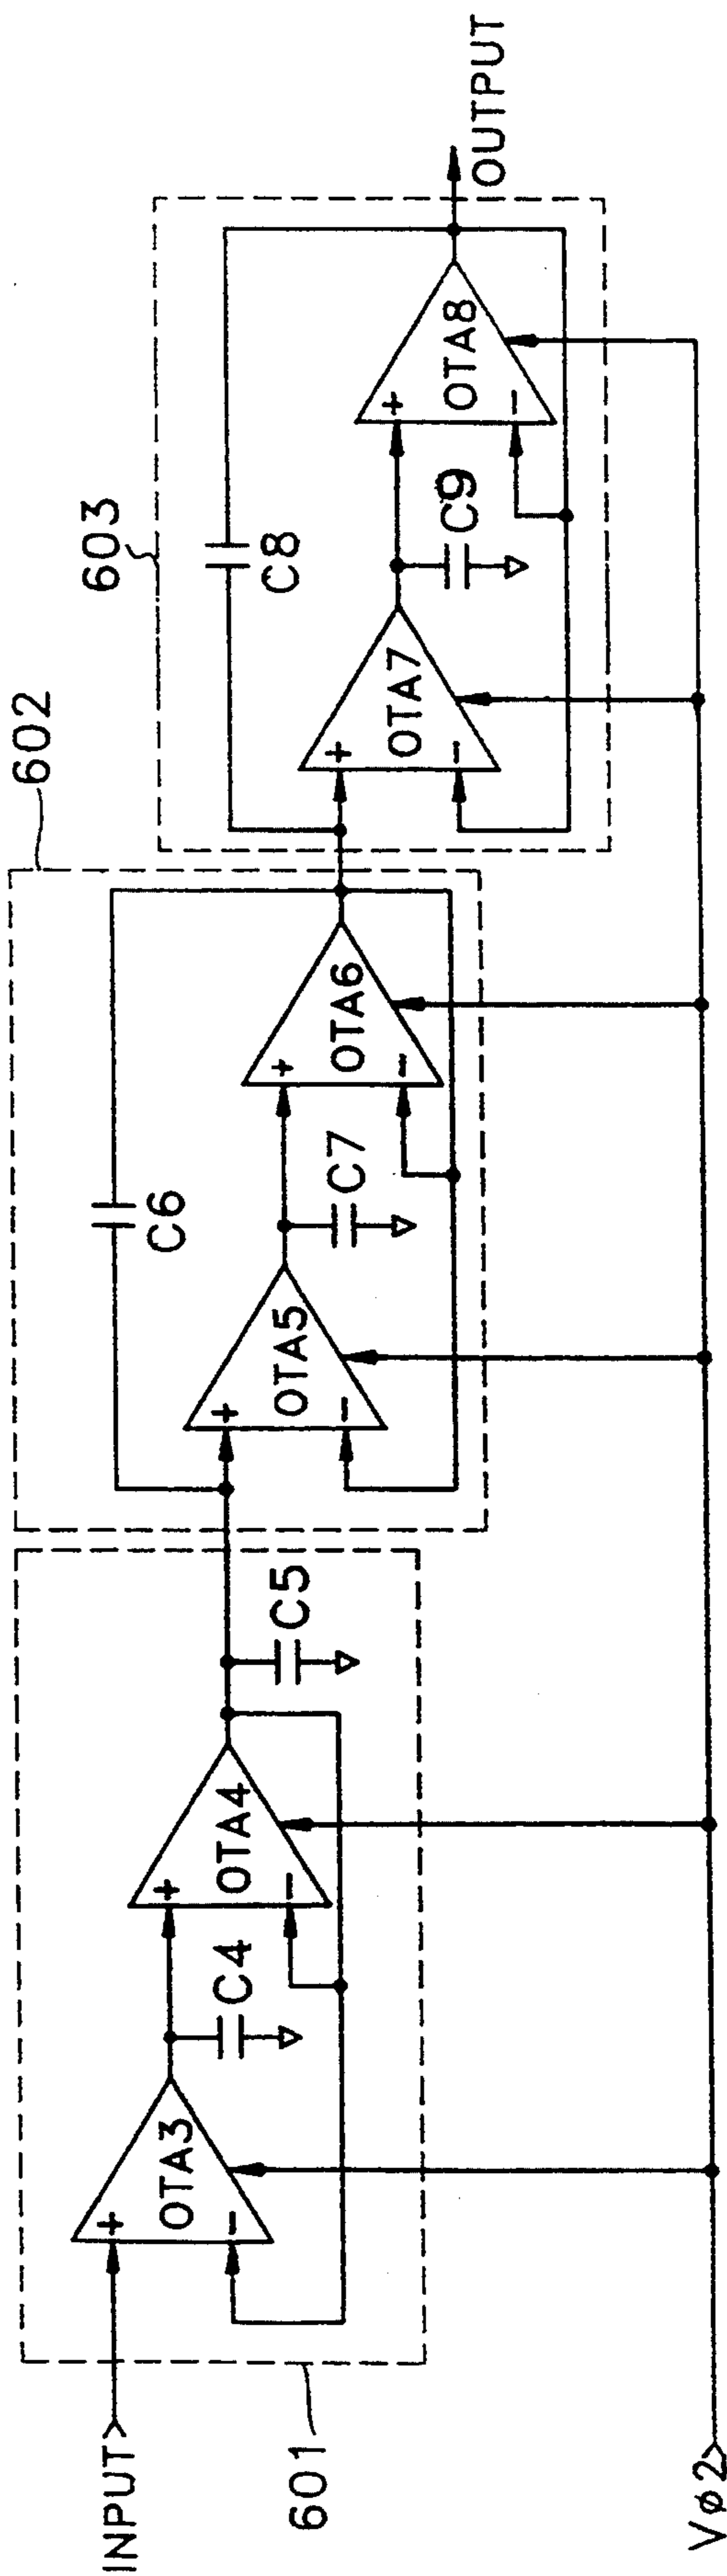 INPUT>
601
OTA3
+
-
C4
OTA4
+
-
C5
602
OTA5
+
-
C6
C7
OTA6
+
-
603
OTA7
+
-
C8
C9
OTA8
+
-
OUTPUT
Vφ2>